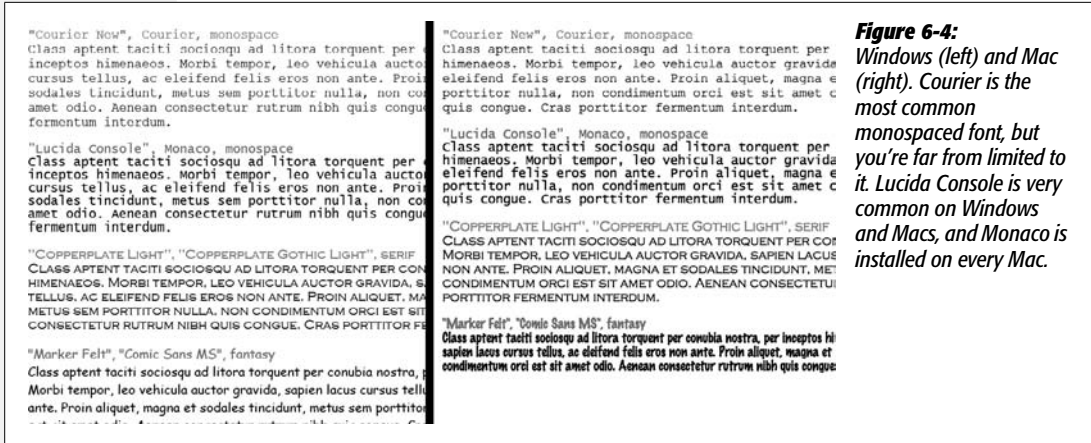 "Courier New", Courier, monospace
Class aptent taciti sociosqu ad litora torquent per
inceptos himenaeos. Morbi tempor, leo vehicula auctor
cursus tellus, ac eleifend felis eros non ante. Proin
sodales tincidunt, metus sem porttitor nulla, non con
amet odio. Aenean consectetur rutrum nibh quis congue
fermentum interdum.
"Lucida Console", Monaco, monospace
Class aptent taciti sociosqu ad litora torquent per
inceptos himenaeos. Morbi tempor, leo vehicula auctor
cursus tellus, ac eleifend felis eros non ante. Proin
sodales tincidunt, metus sem porttitor nulla, non con
amet odio. Aenean consectetur rutrum nibh quis congue
fermentum interdum.
"Copperplate Light", "Copperplate Gothic Light", serif
Class aptent taciti sociosqu ad litora torquent per con
himenaeos. Morbi tempor, leo vehicula auctor gravida, s
tellus, ac eleifend felis eros non ante. Proin aliquet, ma
metus sem porttitor nulla, non condimentum orci est sit
consectetur rutrum nibh quis congue. Cras porttitor fe
"Marker Felt", "Comic Sans MS", fantasy
Class aptent taciti sociosqu ad litora torquent per conubia nostra, p
Morbi tempor, leo vehicula auctor gravida, sapien lacus cursus tellu
ante. Proin aliquet, magna et sodales tincidunt, metus sem porttitor
"Courier New", Courier, monospace
Class aptent taciti sociosqu ad litora torquent per
himenaeos. Morbi tempor, leo vehicula auctor gravida
eleifend felis eros non ante. Proin aliquet, magna e
porttitor nulla, non condimentum orci est sit amet o
quis congue. Cras porttitor fermentum interdum.
"Lucida Console", Monaco, monospace
Class aptent taciti sociosqu ad litora torquent per
himenaeos. Morbi tempor, leo vehicula auctor gravida
eleifend felis eros non ante. Proin aliquet, magna e
porttitor nulla, non condimentum orci est sit amet o
quis congue. Cras porttitor fermentum interdum.
"Copperplate Light", "Copperplate Gothic Light", serif
Class aptent taciti sociosqu ad litora torquent per con
Morbi tempor, leo vehicula auctor gravida, sapien lacus
non ante. Proin aliquet, magna et sodales tincidunt, met
condimentum orci est sit amet odio. Aenean consectetu
porttitor fermentum interdum.
"Marker Felt", "Comic Sans MS", fantasy
Class aptent taciti sociosqu ad litora torquent per conubia nostra, per inceptos hi
sapien lacus cursus tellus, ac eleifend felis eros non ante. Proin aliquet, magna et
condimentum orci est sit amet odio. Aenean consectetur rutrum nibh quis congue
Figure 6-4:
Windows (left) and Mac
(right). Courier is the
most common
monospaced font, but
you're far from limited to
it. Lucida Console is very
common on Windows
and Macs, and Monaco is
installed on every Mac.